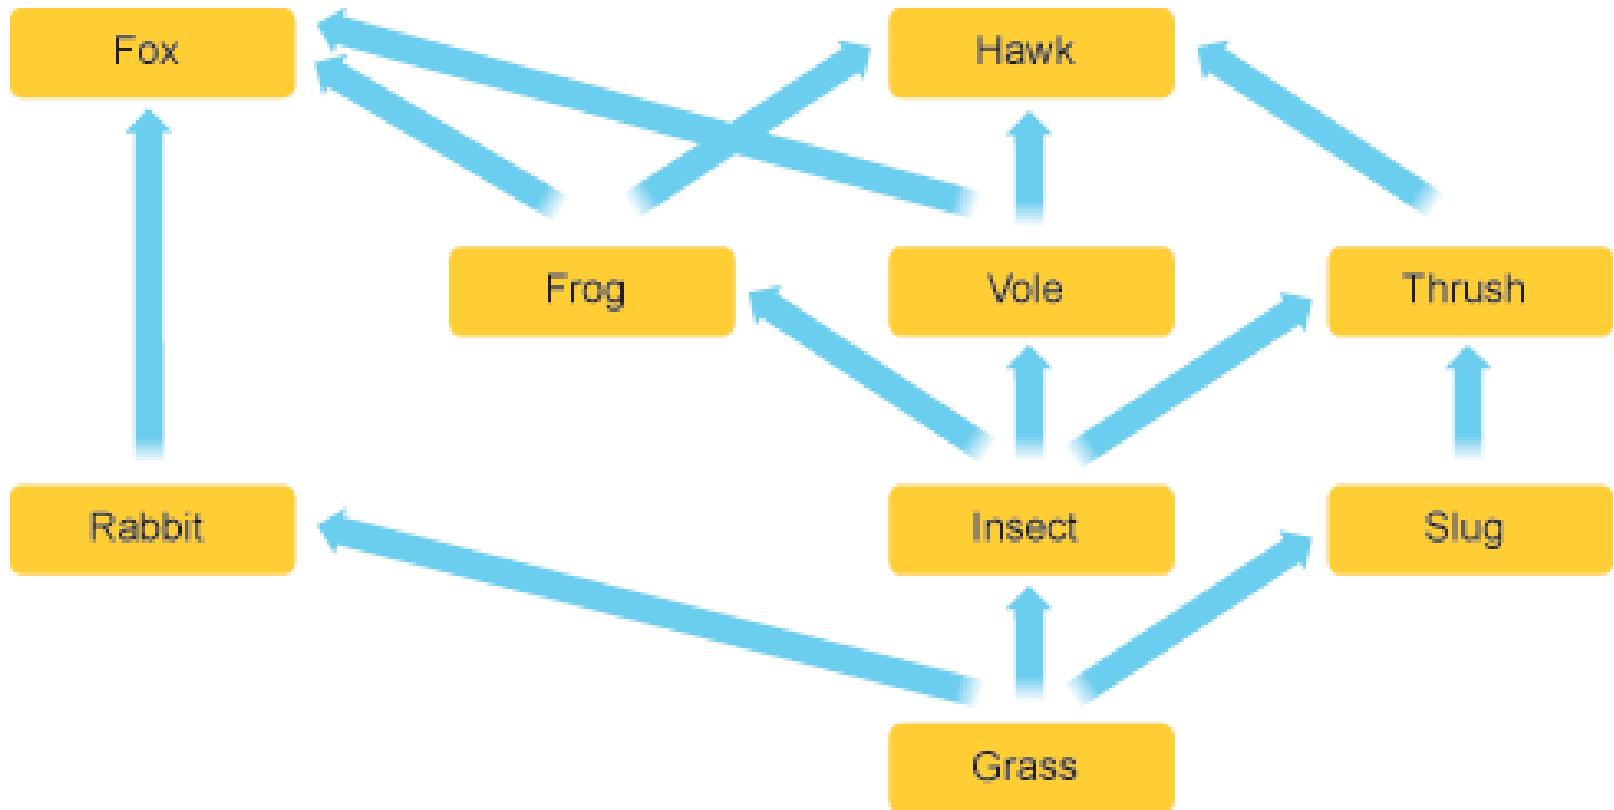 Fox
Hawk
Frog
Vole
Thrush
Rabbit
Insect
Slug
Grass